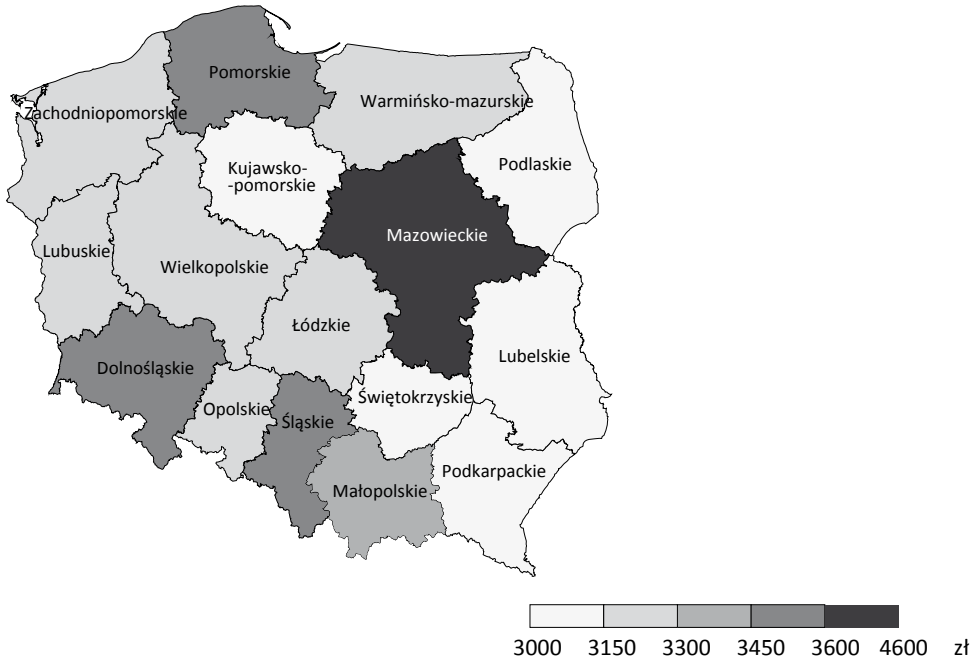 Pomorskie
Zachodniopomorskie
Warmińsko-mazurskie
Kujawsko-
-pomorskie
Podlaskie
Mazowieckie
Lubuskie
Wielkopolskie
Łódzkie
Lubelskie
Dolnośląskie
Opolskie
Śląskie
Świętokrzyskie
Małopolskie
Podkarpackie
3000 3150 3300 3450 3600 4600 zł